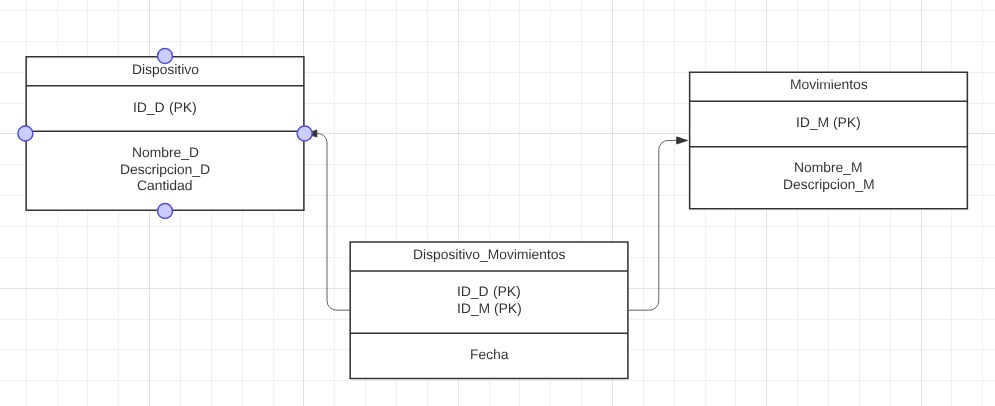 Dispositivo
ID_D (PK)
Nombre_D
Descripcion_D
Cantidad
Movimientos
ID_M (PK)
Nombre_M
Descripcion_M
Dispositivo_Movimientos
ID_D (PK)
ID_M (PK)
Fecha